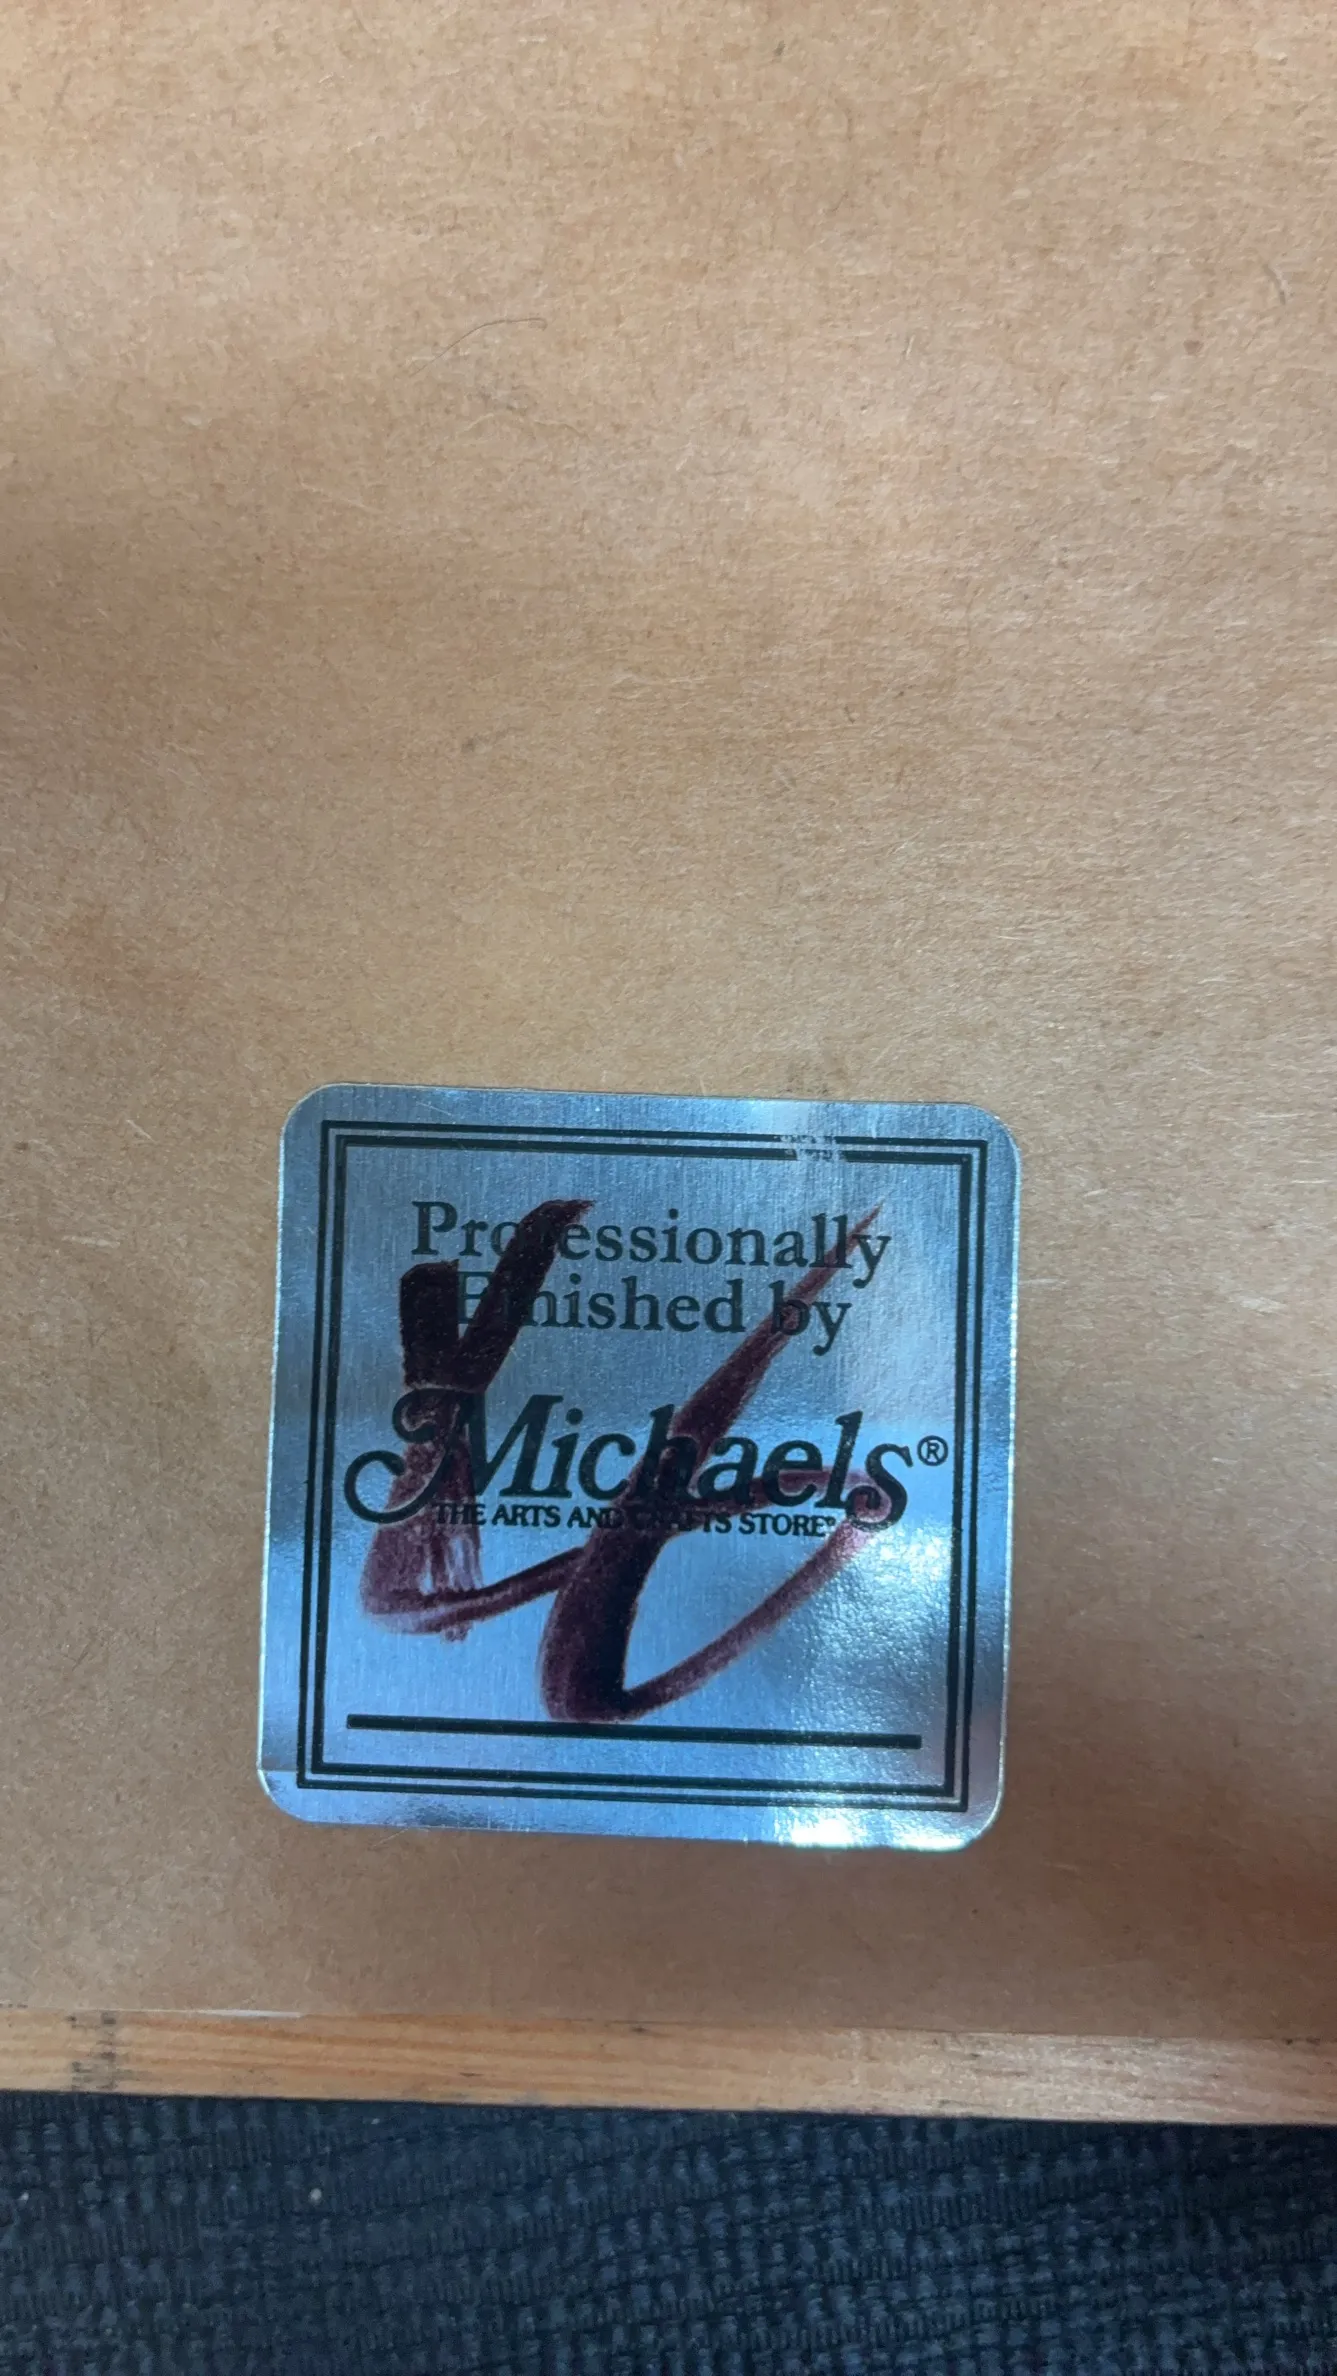 Professionally
Finished by
Michaels®
THE ARTS AND CRAFTS STORE®